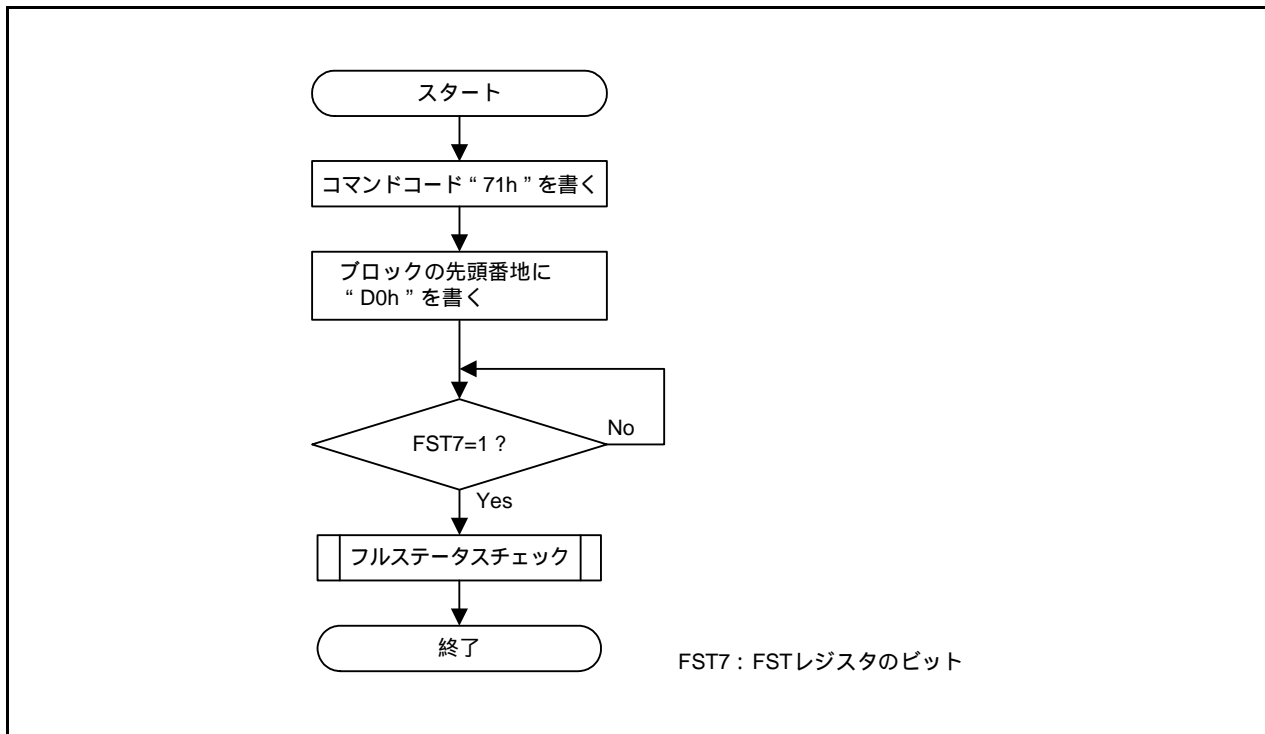 スタート
コマンドコード“ 71h ”を書く
ブロックの先頭番地に
“ D0h ”を書く
FST7=1 ?
No
Yes
フルステータスチェック
終了
FST7 : FSTレジスタのビット